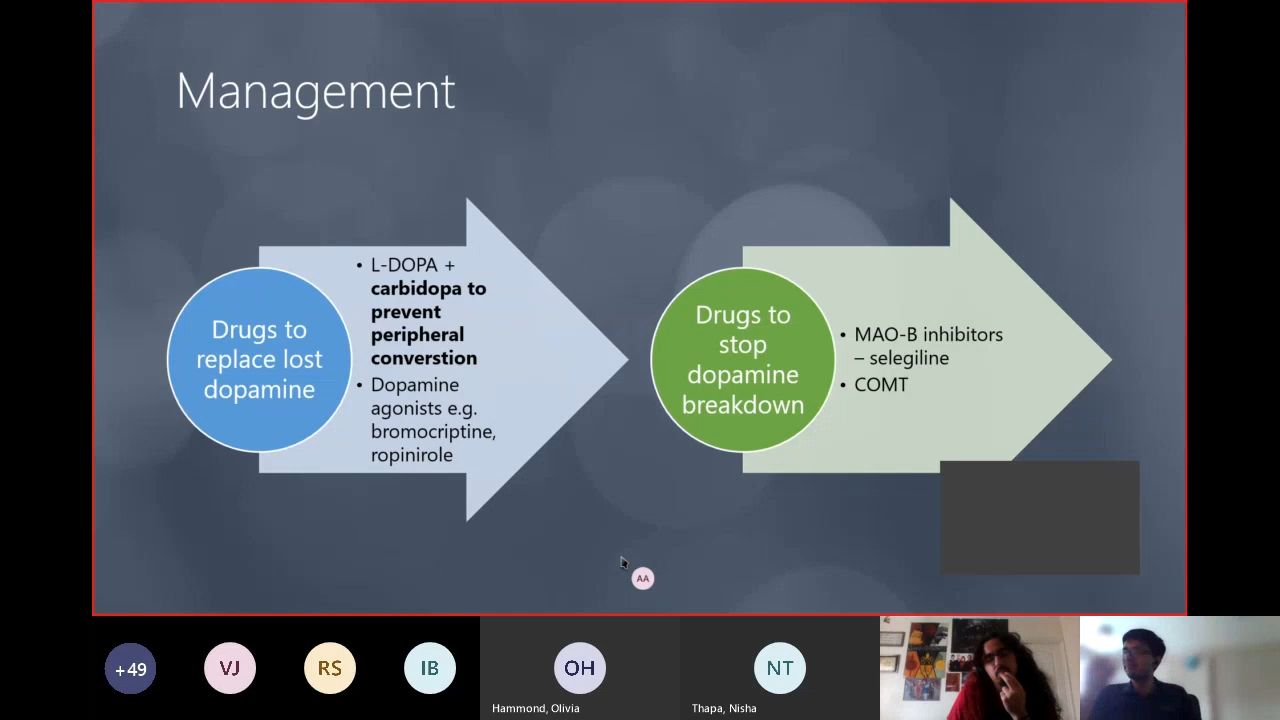 Management
Drugs to
replace lost
dopamine
• L-DOPA +
carbidopa to
prevent
peripheral
converstion
• Dopamine
agonists e.g.
bromocriptine,
ropinirole
Drugs to
stop
dopamine
breakdown
• MAO-B inhibitors
– selegiline
• COMT
AA
+49
VJ
RS
IB
OH
Hammond, Olivia
NT
Thapa, Nisha